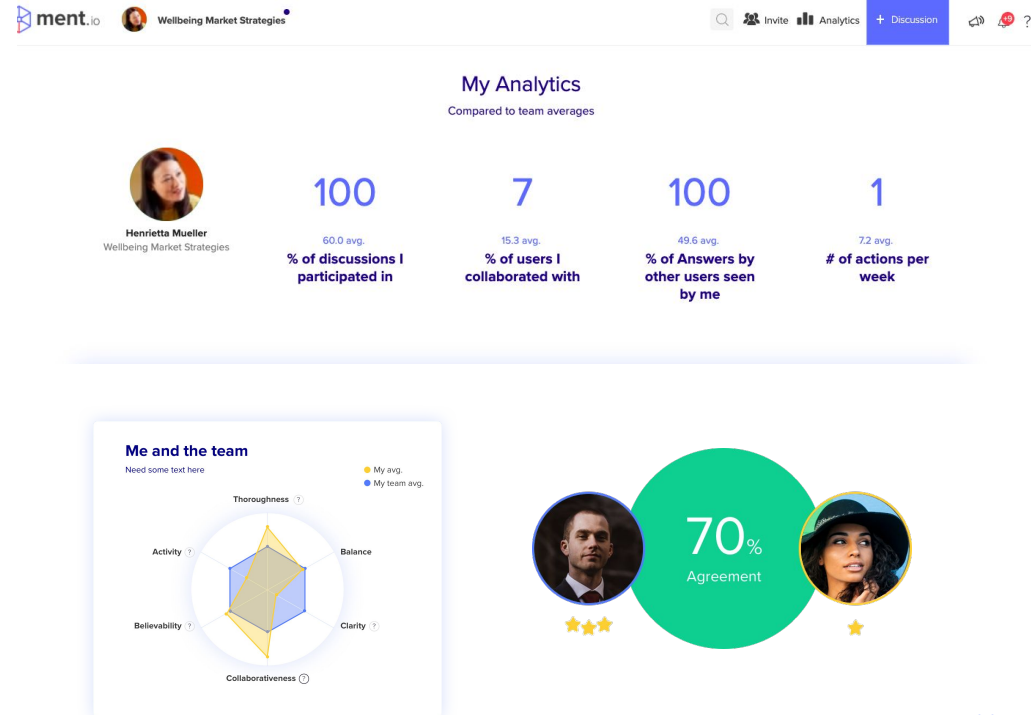 ment.io
Wellbeing Market Strategies
Invite
Analytics
+ Discussion
+9
?
My Analytics
Compared to team averages
Henrietta Mueller
Wellbeing Market Strategies
100
60.0 avg.
% of discussions I
participated in
7
15.3 avg.
% of users I
collaborated with
100
49.6 avg.
% of Answers by
other users seen
by me
1
7.2 avg.
# of actions per
week
Me and the team
Need some text here
My avg.
My team avg.
Thoroughness ?
Activity ?
Balance
Believability ?
Clarity ?
Collaborativeness ?
70%
Agreement